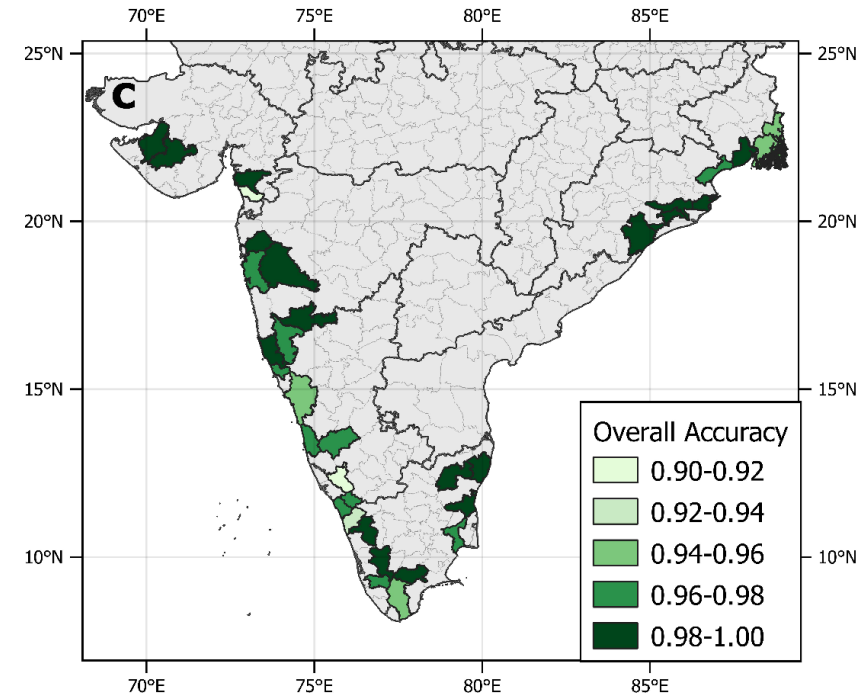 70°E 75°E 80°E 85°E
25°N 25°N
C
20°N 20°N
15°N 15°N
Overall Accuracy
0.90-0.92
0.92-0.94
10°N 0.94-0.96 10°N
0.96-0.98
0.98-1.00
70°E 75°E 80°E 85°E